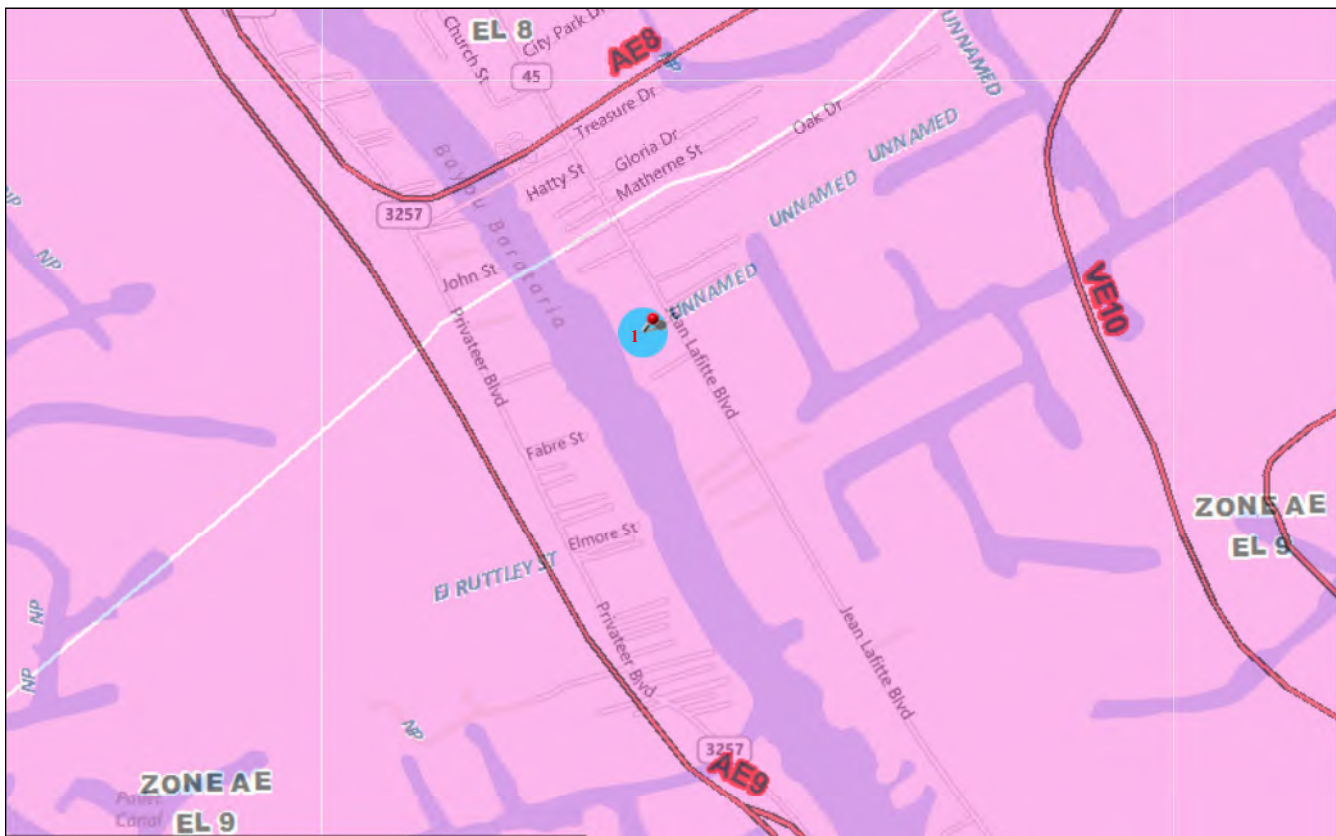 EL 8
Church St
City Park Dr
45
AE8
NP
UNNAMED
Treasure Dr
Oak Dr
Gloria Dr
Hatty St
Matherne St
UNNAMED
UNNAMED
3257
Bayou Barataria
NP
NP
John St
UNNAMED
VE10
1
Jean Lafitte Blvd
Privateer Blvd
Fabre St
ZONE AE
EL 9
Elmore St
EJ RUTTLEY ST
NP
NP
Privateer Blvd
Jean Lafitte Blvd
NP
3257
AE9
ZONE AE
EL 9
Canal